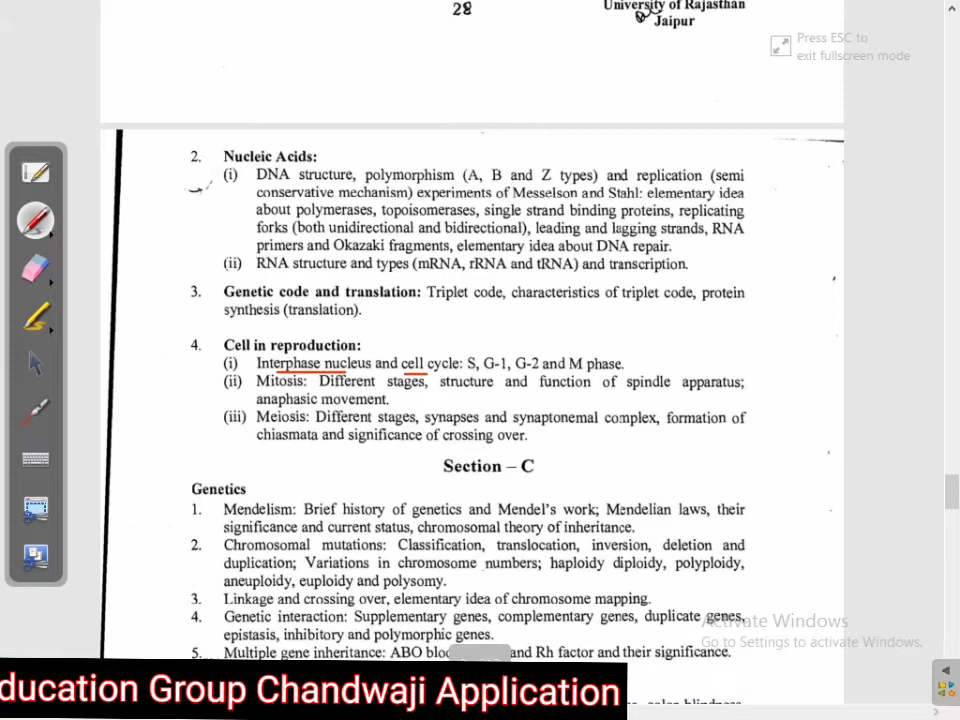 28
University of Rajasthan
Jaipur
Press ESC to
exit fullscreen mode
2. Nucleic Acids:
(i) DNA structure, polymorphism (A, B and Z types) and replication (semi
conservative mechanism) experiments of Messelson and Stahl: elementary idea
about polymerases, topoisomerases, single strand binding proteins, replicating
forks (both unidirectional and bidirectional), leading and lagging strands, RNA
primers and Okazaki fragments, elementary idea about DNA repair.
(ii) RNA structure and types (mRNA, rRNA and tRNA) and transcription.
3. Genetic code and translation: Triplet code, characteristics of triplet code, protein
synthesis (translation).
4. Cell in reproduction:
(i) Interphase nucleus and cell cycle: S, G-1, G-2 and M phase.
(ii) Mitosis: Different stages, structure and function of spindle apparatus;
anaphasic movement.
(iii) Meiosis: Different stages, synapses and synaptonemal complex, formation of
chiasmata and significance of crossing over.
Section – C
Genetics
1. Mendelism: Brief history of genetics and Mendel's work; Mendelian laws, their
significance and current status, chromosomal theory of inheritance.
2. Chromosomal mutations: Classification, translocation, inversion, deletion and
duplication; Variations in chromosome numbers; haploidy diploidy, polyploidy,
aneuploidy, euploidy and polysomy.
3. Linkage and crossing over, elementary idea of chromosome mapping.
4. Genetic interaction: Supplementary genes, complementary genes, duplicate genes,
epistasis, inhibitory and polymorphic genes.
Activate Windows
Go to Settings to activate Windows.
5. Multiple gene inheritance: ABO and Rh factor and their significance.
color blindness,
ducation Group Chandwaji Application